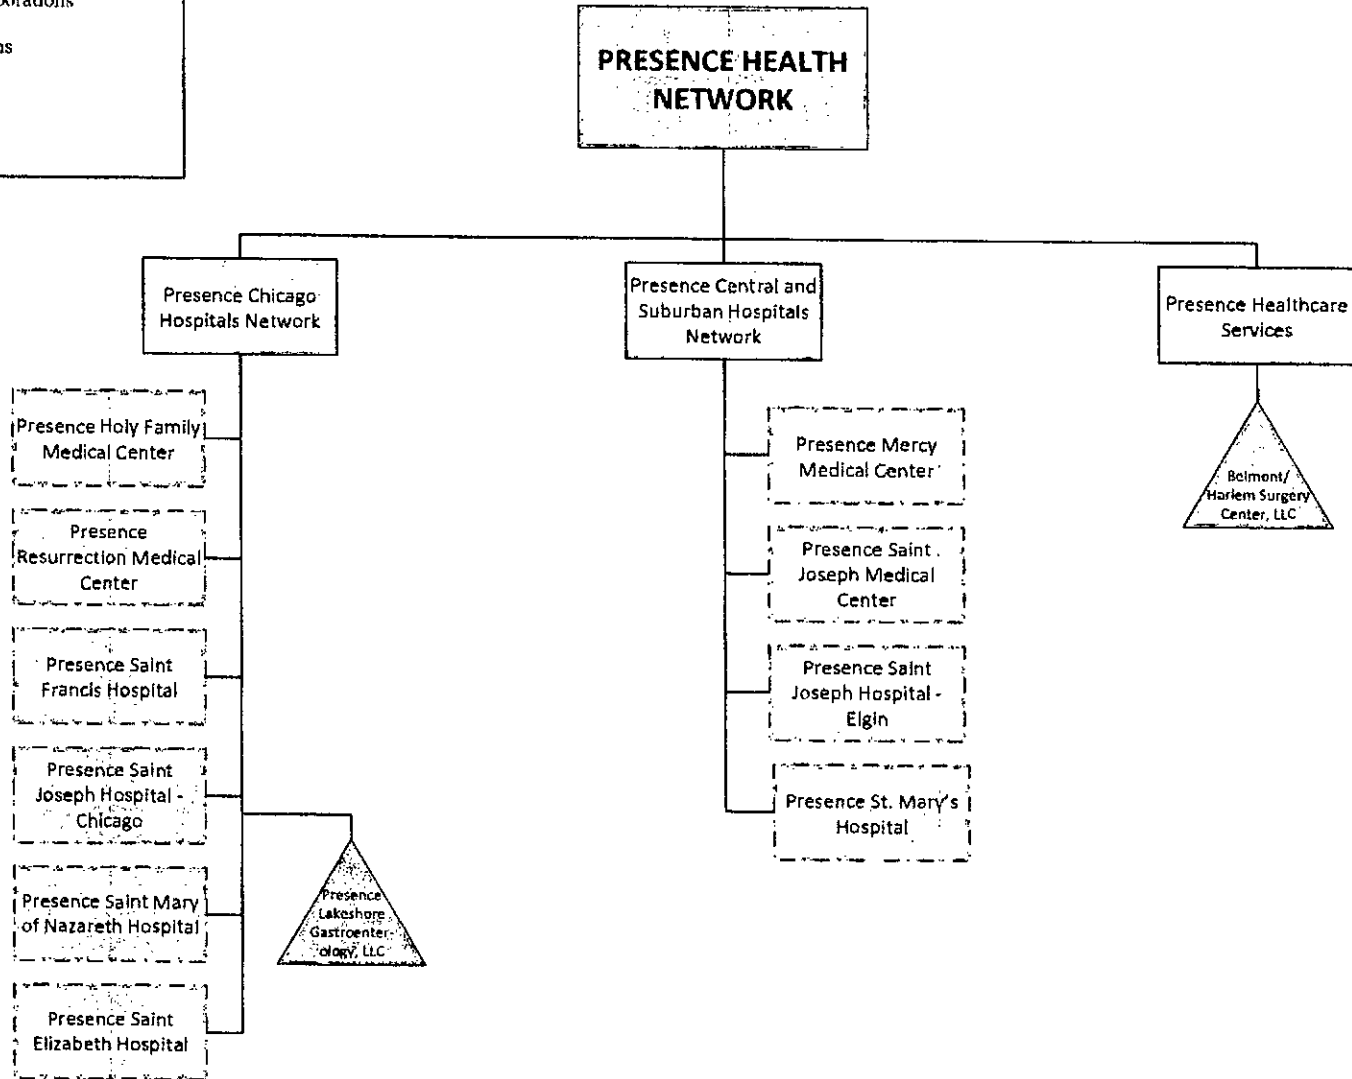 ns
PRESENCE HEALTH
NETWORK
Presence Chicago
Hospitals Network
Presence Central and
Suburban Hospitals
Network
Presence Healthcare
Services
Presence Holy Family
Medical Center
Presence
Resurrection Medical
Center
Presence Saint
Francis Hospital
Presence Saint
Joseph Hospital -
Chicago
Presence Saint Mary
of Nazareth Hospital
Presence Saint
Elizabeth Hospital
Presence
Lakeshore
Gastroenter-
ology, LLC
Presence Mercy
Medical Center
Presence Saint
Joseph Medical
Center
Presence Saint
Joseph Hospital -
Elgin
Presence St. Mary's
Hospital
Belmont/
Harlem Surgery
Center, LLC